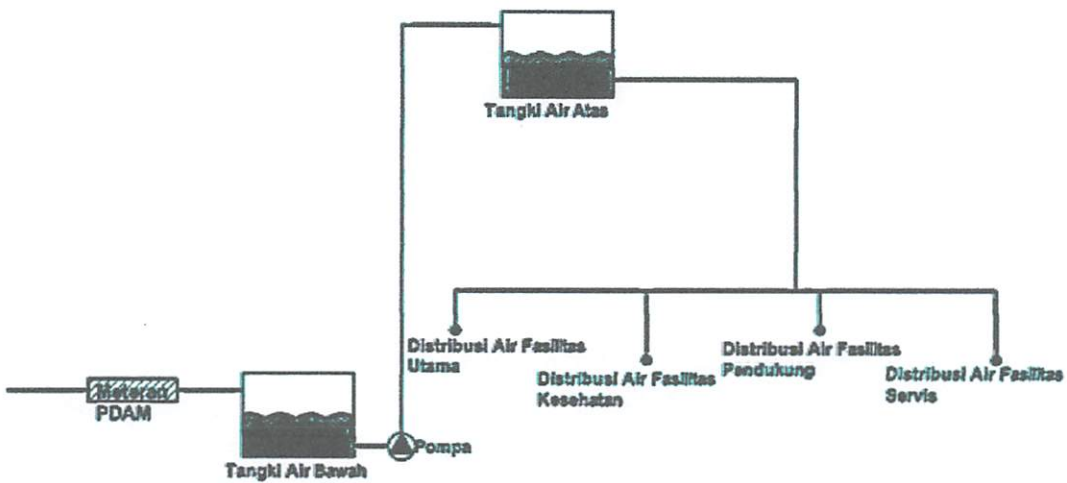 Tangki Air Atas
Distribusi Air Fasilitas
Utama
Distribusi Air Fasilitas
Kesehatan
Distribusi Air Fasilitas
Pendukung
Distribusi Air Fasilitas
Servis
Meteran
PDAM
Pompa
Tangki Air Bawah